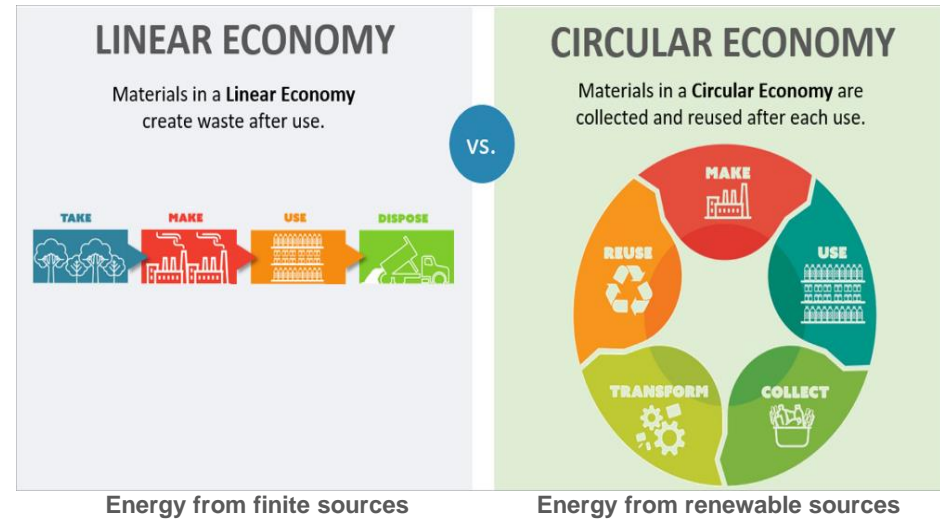 LINEAR ECONOMY
Materials in a Linear Economy
create waste after use.
TAKE
MAKE
USE
DISPOSE
Energy from finite sources
vs.
CIRCULAR ECONOMY
Materials in a Circular Economy are
collected and reused after each use.
MAKE
USE
COLLECT
TRANSFORM
REUSE
Energy from renewable sources